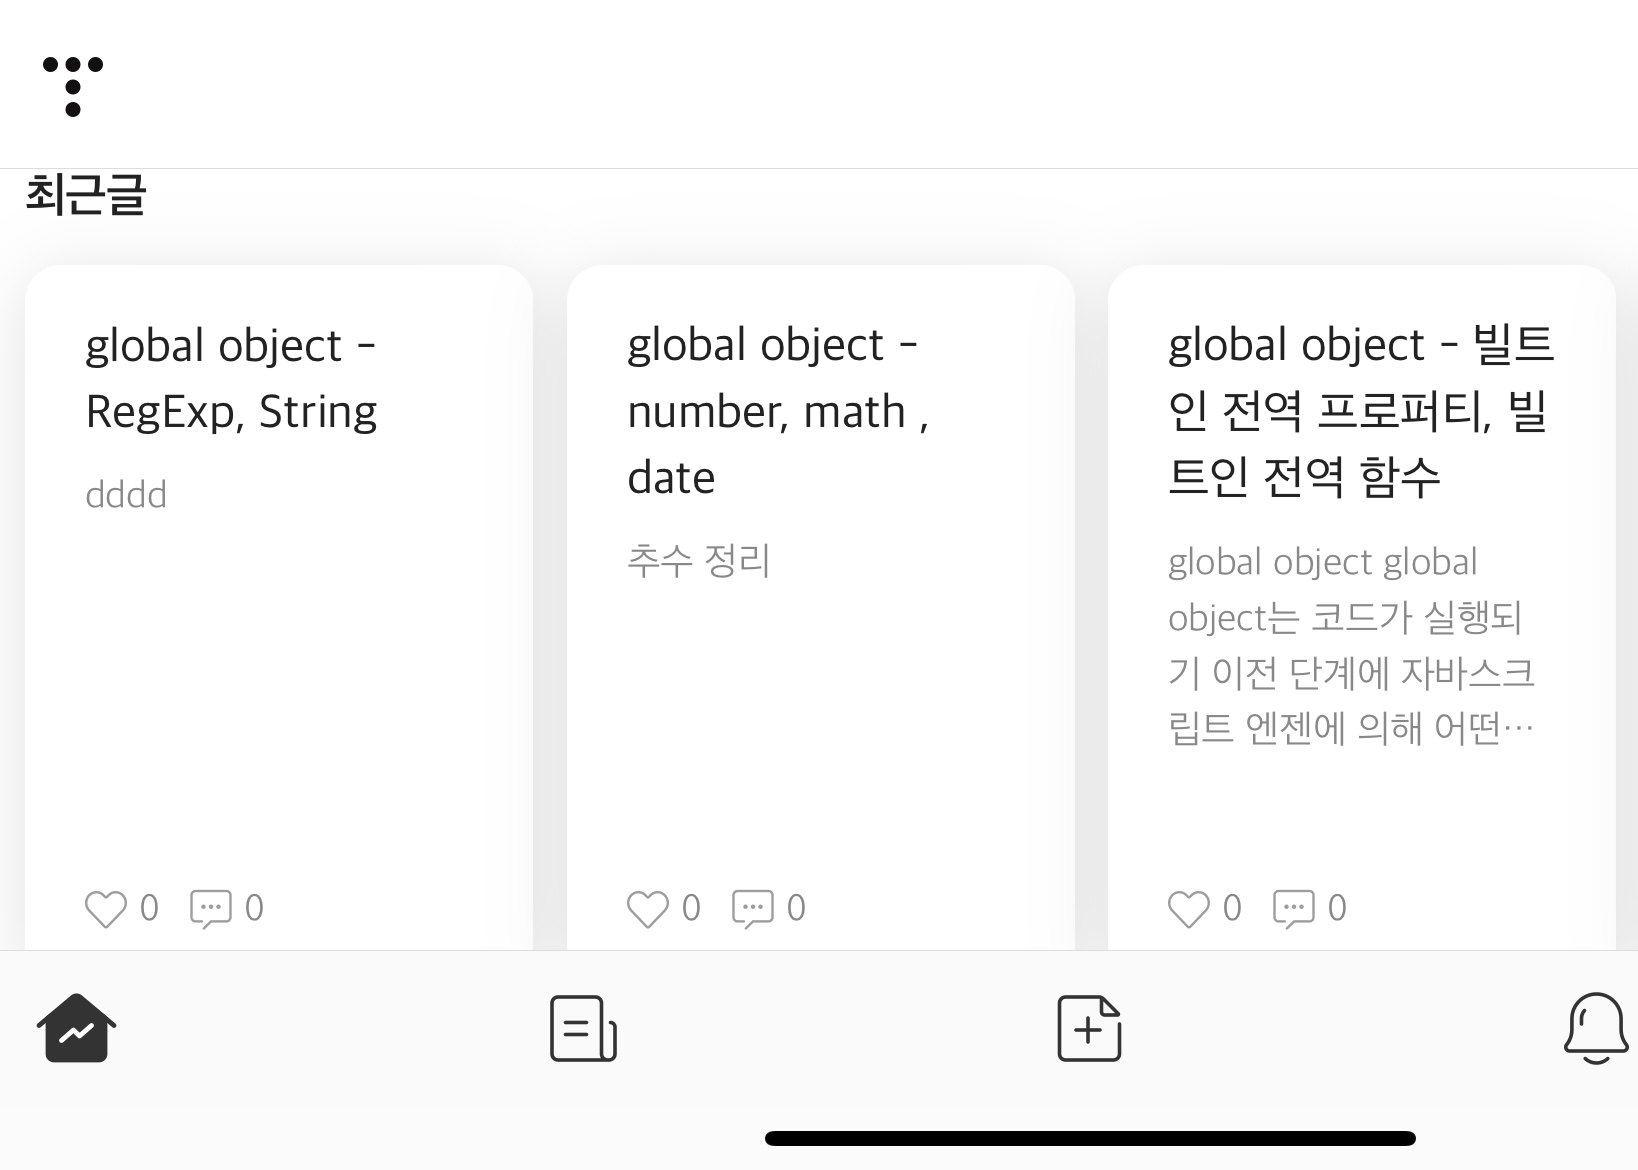 최근글
global object -
RegExp, String
dddd
0 0
global object -
number, math ,
date
추수 정리
0 0
global object - 빌트
인 전역 프로퍼티, 빌
트인 전역 함수
global object global
object는 코드가 실행되
기 이전 단계에 자바스크
립트 엔젠에 의해 어떤…
0 0